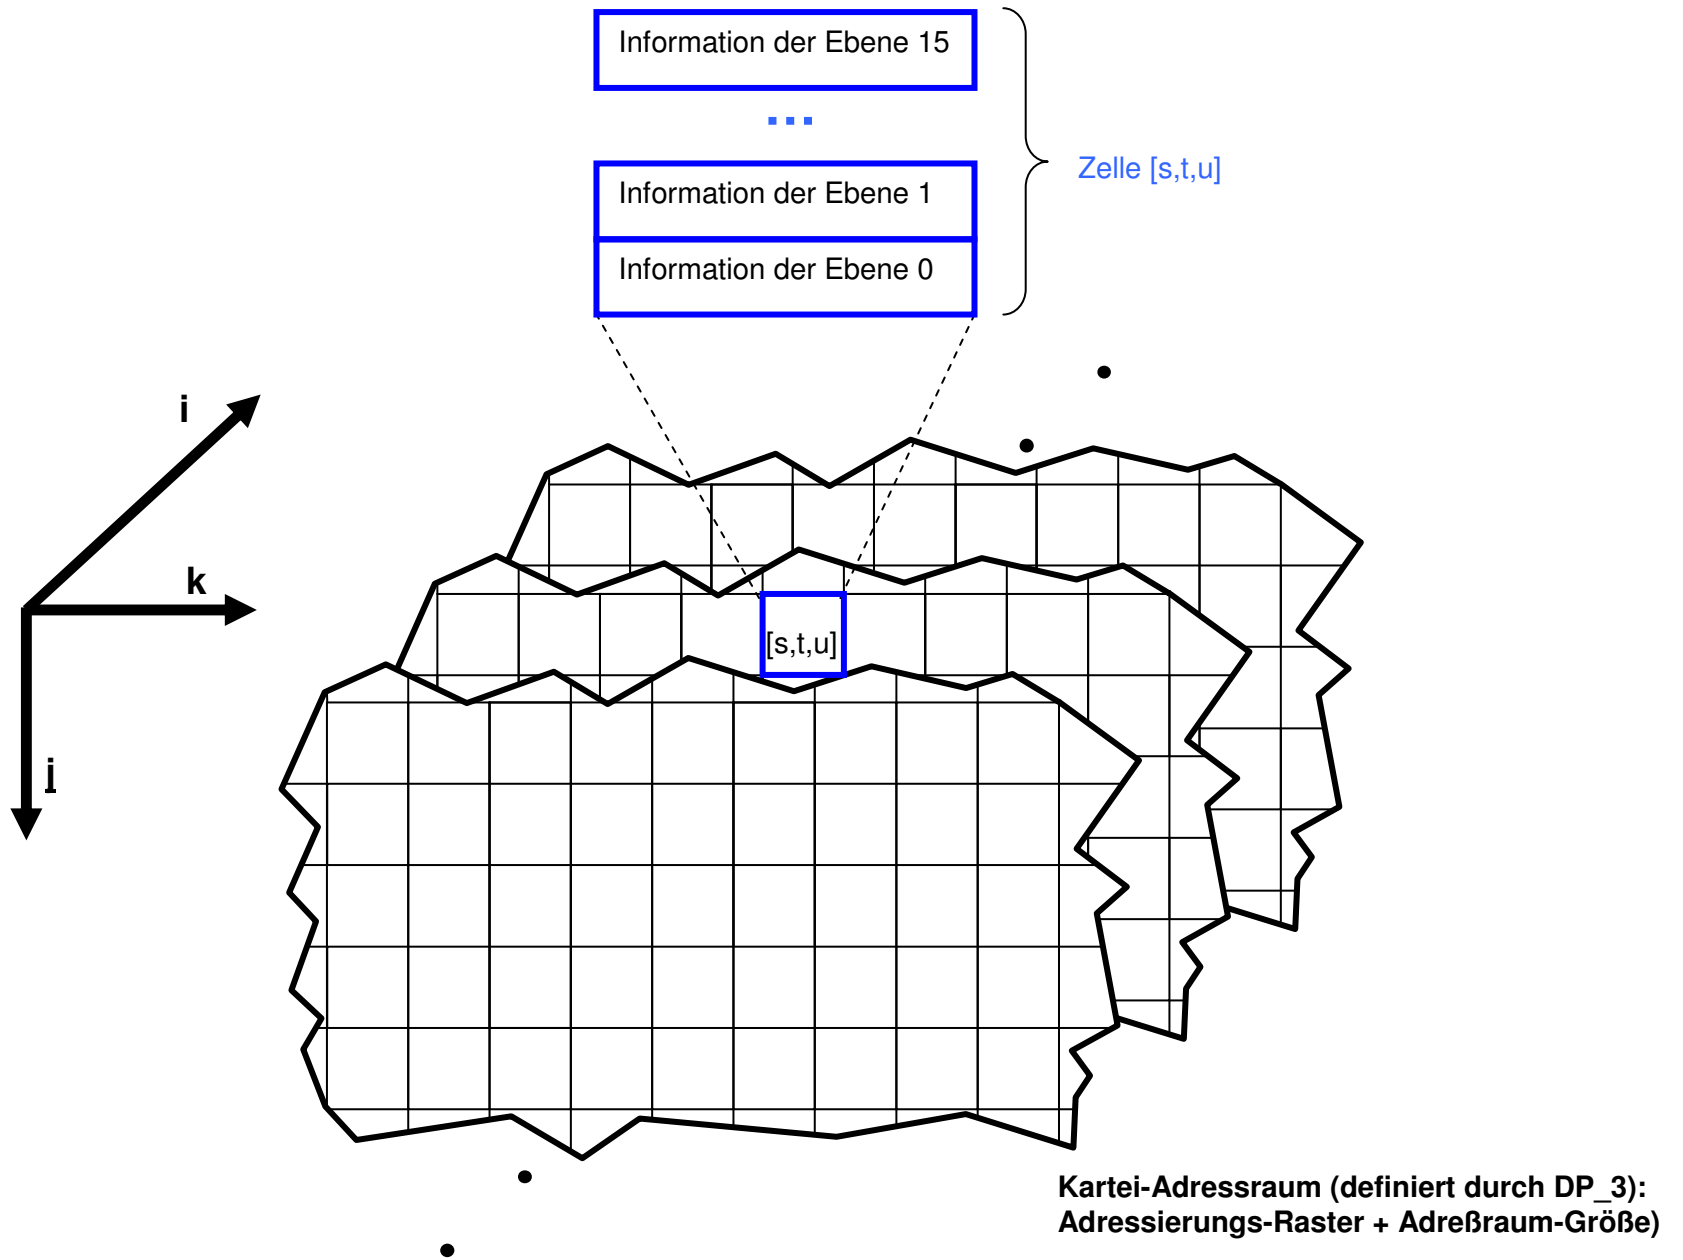 Information der Ebene 15
...
Information der Ebene 1
Zelle [s,t,u]
Information der Ebene 0
i
k
j
[s,t,u]
Kartei-Adressraum (definiert durch DP_3):
Adressierungs-Raster + Adreßraum-Größe)